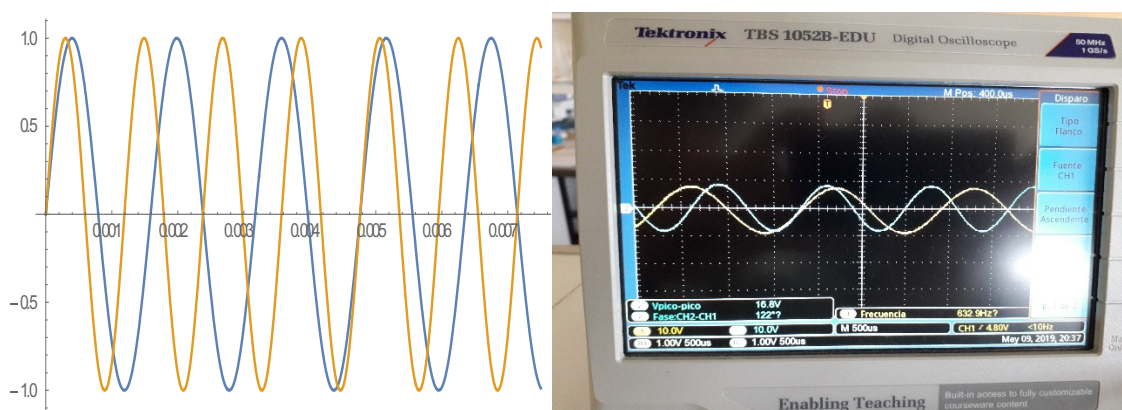 1.0
0.5
0.001 0.002 0.003 0.004 0.005 0.006 0.007
-0.5
-1.0
Tektronix TBS 1052B-EDU Digital Oscilloscope
50 MHz
1 GS/s
Tek Stop M Pos: 400.0us
T
Disparo
Tipo
Flanco
Fuente
CH1
Pendiente
Ascendente
Vpico-pico 16.8V
Fase:CH2-CH1 122°?
Frecuencia 632.9Hz?
10.0V 10.0V M 500us CH1 / 4.80V <10Hz
1.00V 500us 1.00V 500us May 09, 2019, 20:37
Enabling Teaching
Built-in access to fully customizable
courseware content